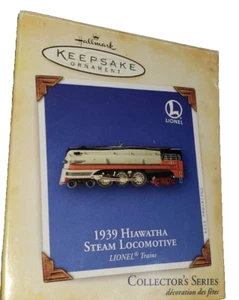 Hallmark
KEEPSAKE
ORNAMENT
LIONEL
1939 HIAWATHA
STEAM LOCOMOTIVE
LIONEL® Trains
COLLECTOR'S SERIES
décoration des fêtes